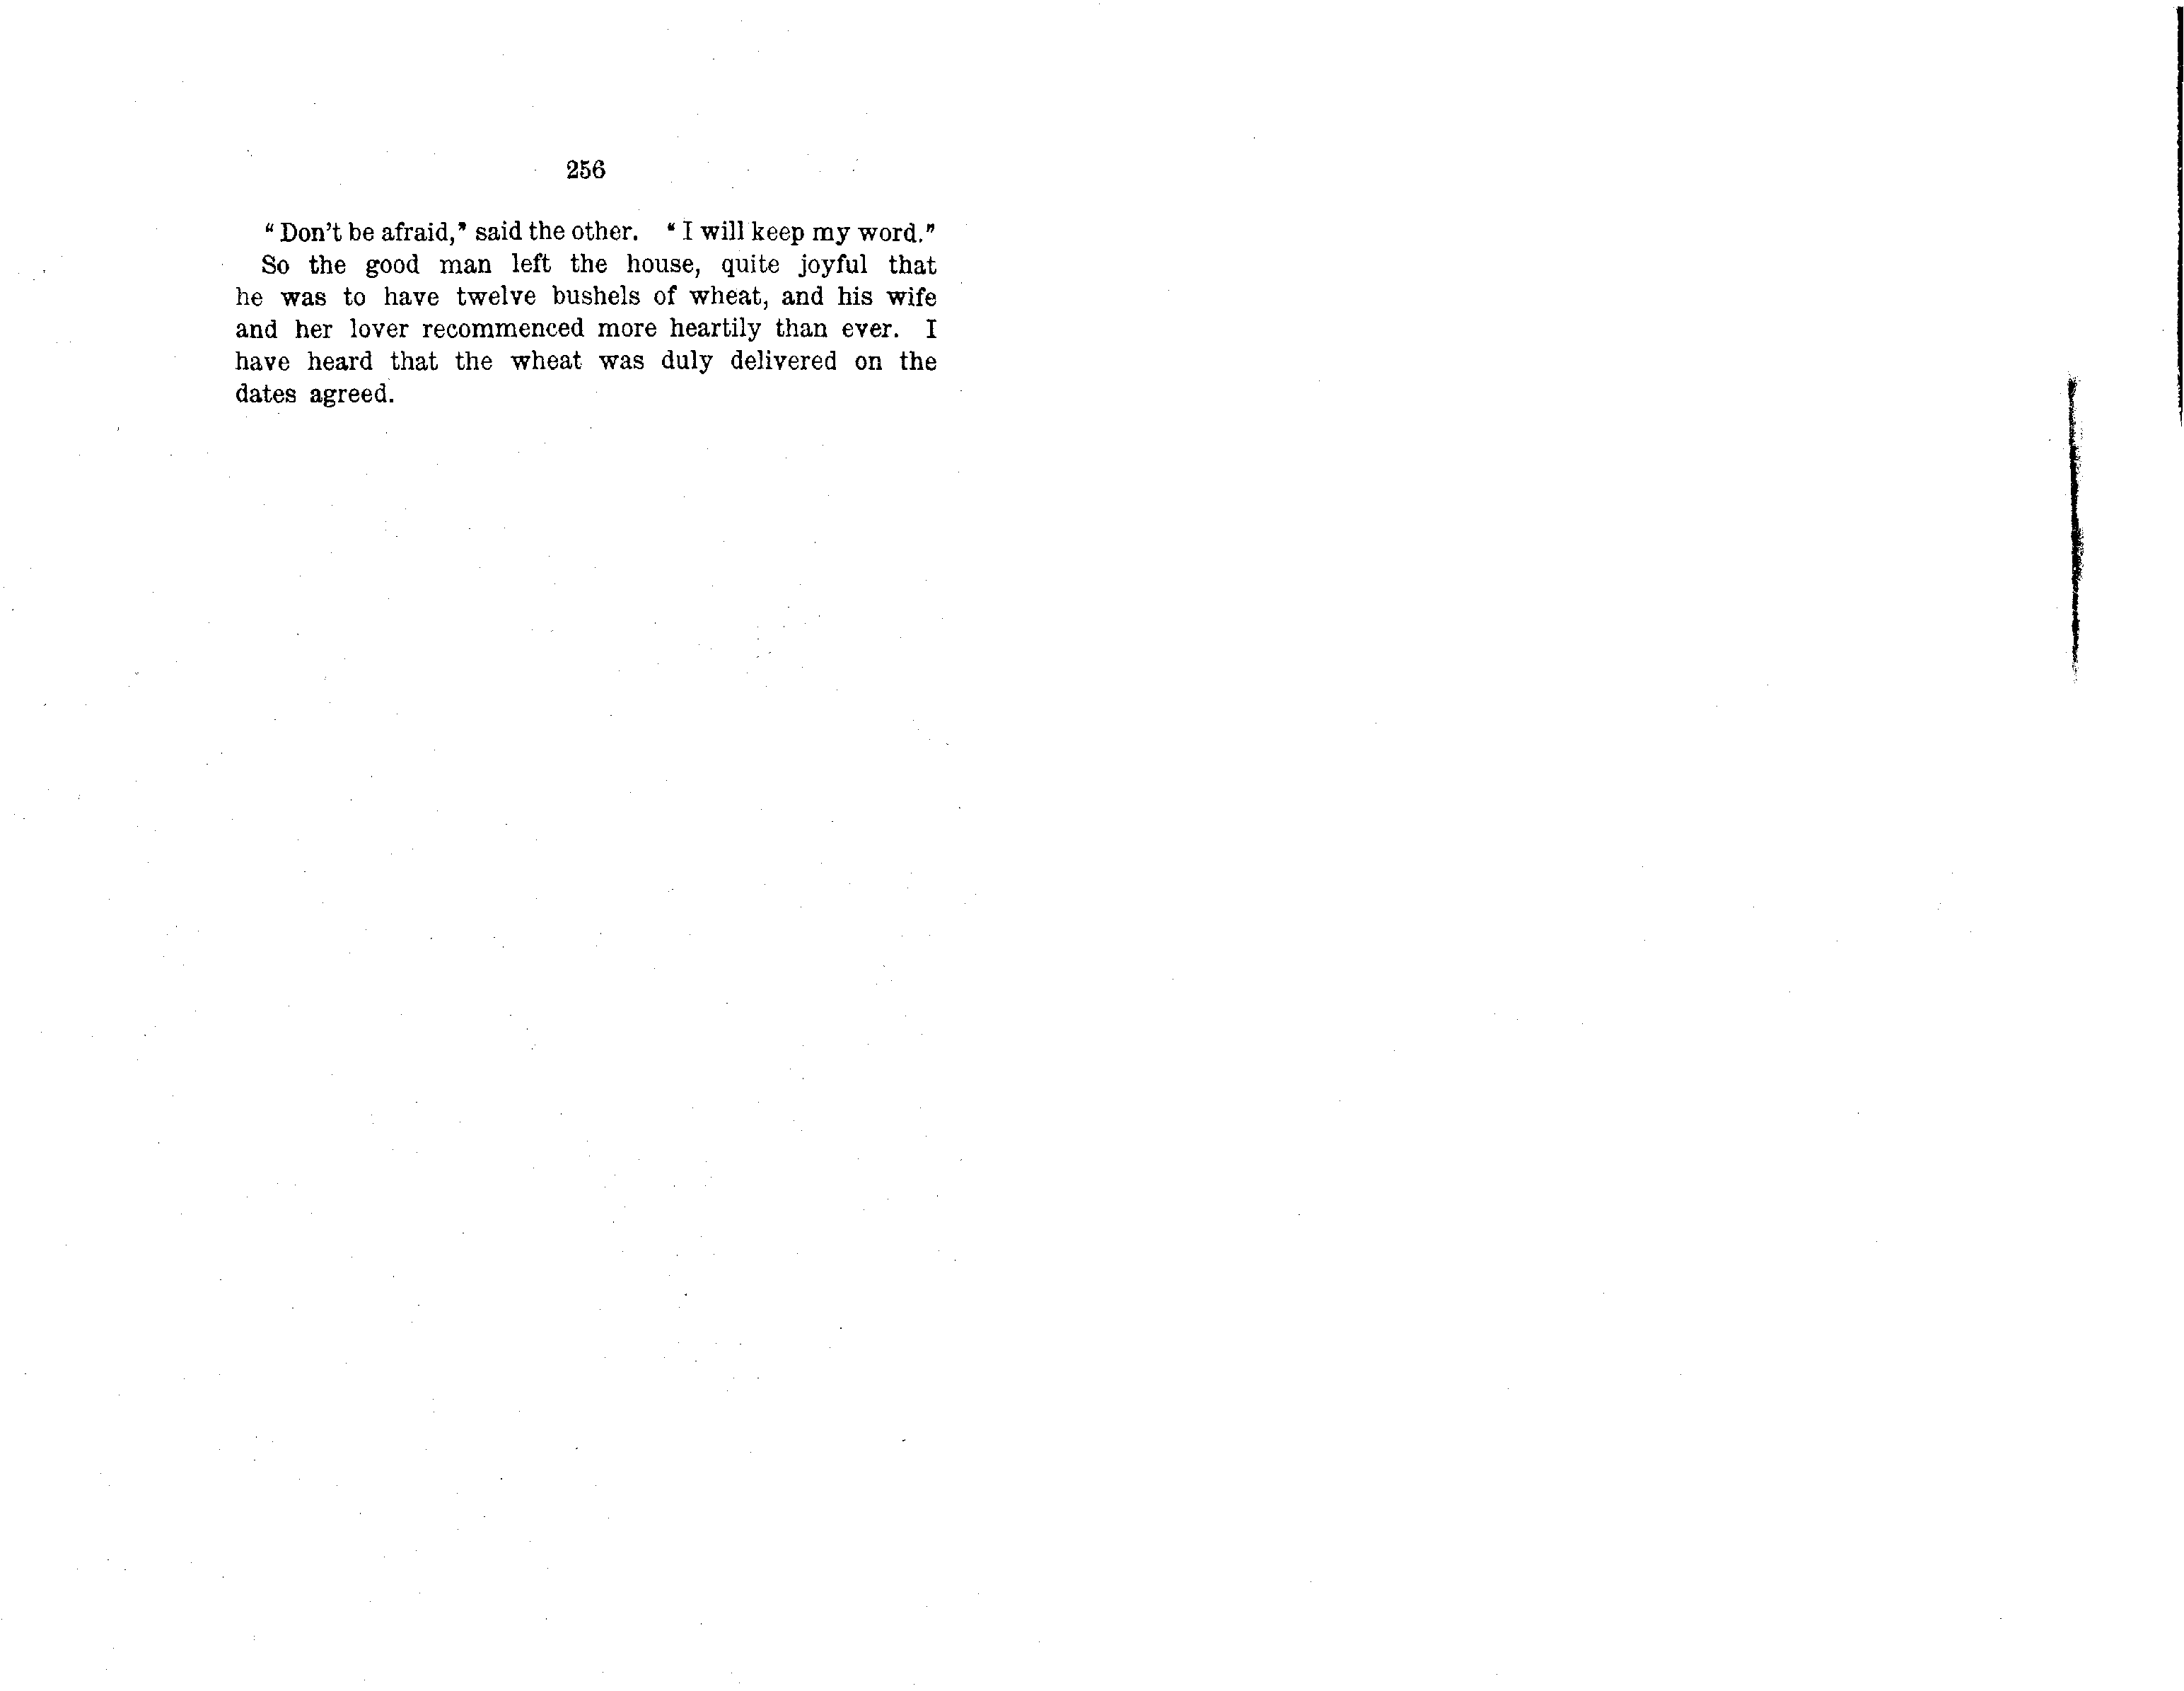 256
“Don't be afraid,” said the other. “I will keep my word.”
So the good man left the house, quite joyful that
he was to have twelve bushels of wheat, and his wife
and her lover recommenced more heartily than ever. I
have heard that the wheat was duly delivered on the
dates agreed.